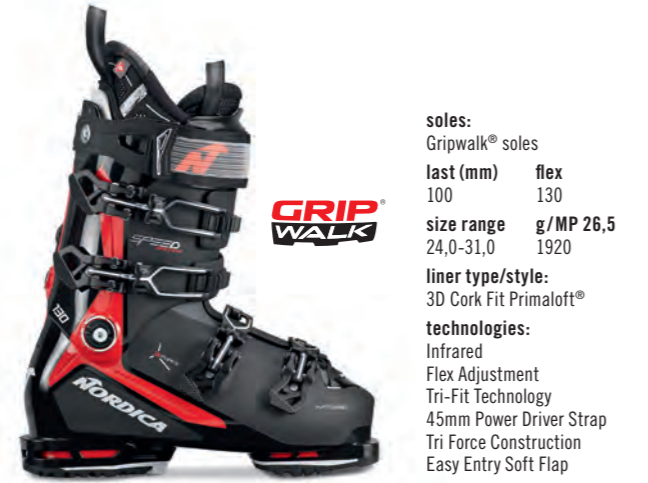 SPEED
130
NORDICA
GRIP®
WALK
soles:
Gripwalk® soles
last (mm) flex
100 130
size range g/MP 26,5
24,0-31,0 1920
liner type/style:
3D Cork Fit Primaloft®
technologies:
Infrared
Flex Adjustment
Tri-Fit Technology
45mm Power Driver Strap
Tri Force Construction
Easy Entry Soft Flap